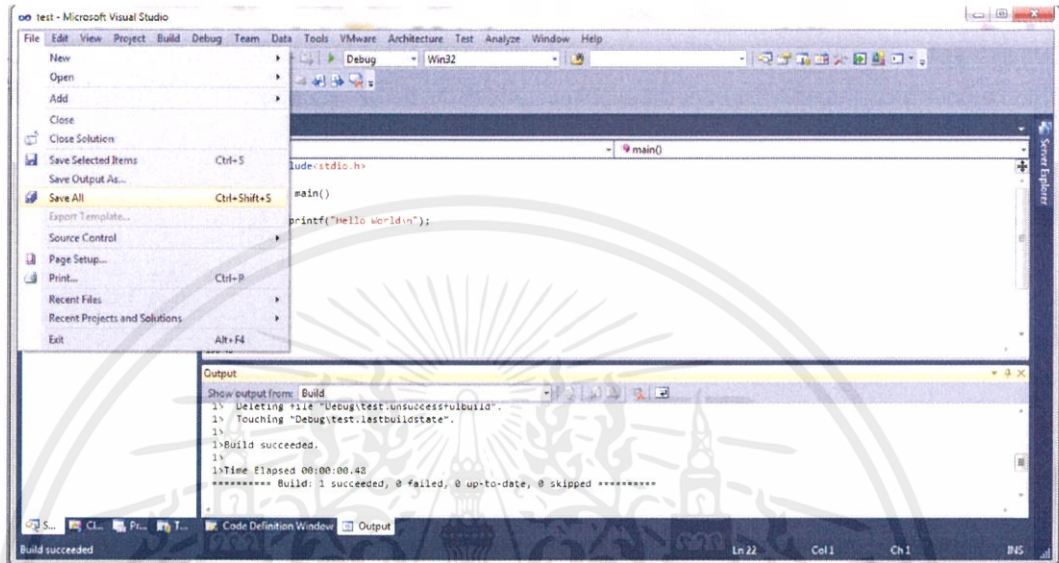 test - Microsoft Visual Studio
File Edit View Project Build Debug Team Data Tools VMware Architecture Test Analyze Window Help
Debug Win32
New
Open
Add
Close
Close Solution
Save Selected Items Ctrl+S
Save Output As...
Save All Ctrl+Shift+S
Export Template...
Source Control
Page Setup...
Print... Ctrl+P
Recent Files
Recent Projects and Solutions
Exit Alt+F4
main()
lude<stdio.h>
main()
printf("Hello World\n");
Server Explorer
Output
Show output from: Build
1> Deleting file "Debug\test.unsuccessfulbuild".
1> Touching "Debug\test.lastbuildstate".
1>
1>Build succeeded.
1>
1>Time Elapsed 00:00:00.42
========== Build: 1 succeeded, 0 failed, 0 up-to-date, 0 skipped ==========
S... Cl... Pr... T... Code Definition Window Output
Build succeeded Ln 22 Col 1 Ch 1 INS